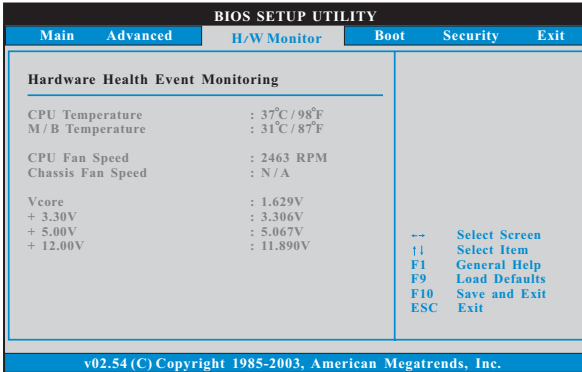 BIOS SETUP UTILITY
Main Advanced H/W Monitor Boot Security Exit
Hardware Health Event Monitoring
CPU Temperature : 37°C / 98°F
M / B Temperature : 31°C / 87°F
CPU Fan Speed : 2463 RPM
Chassis Fan Speed : N / A
Vcore : 1.629V
+ 3.30V : 3.306V
+ 5.00V : 5.067V
+ 12.00V : 11.890V
←→ Select Screen
↑↓ Select Item
F1 General Help
F9 Load Defaults
F10 Save and Exit
ESC Exit
v02.54 (C) Copyright 1985-2003, American Megatrends, Inc.